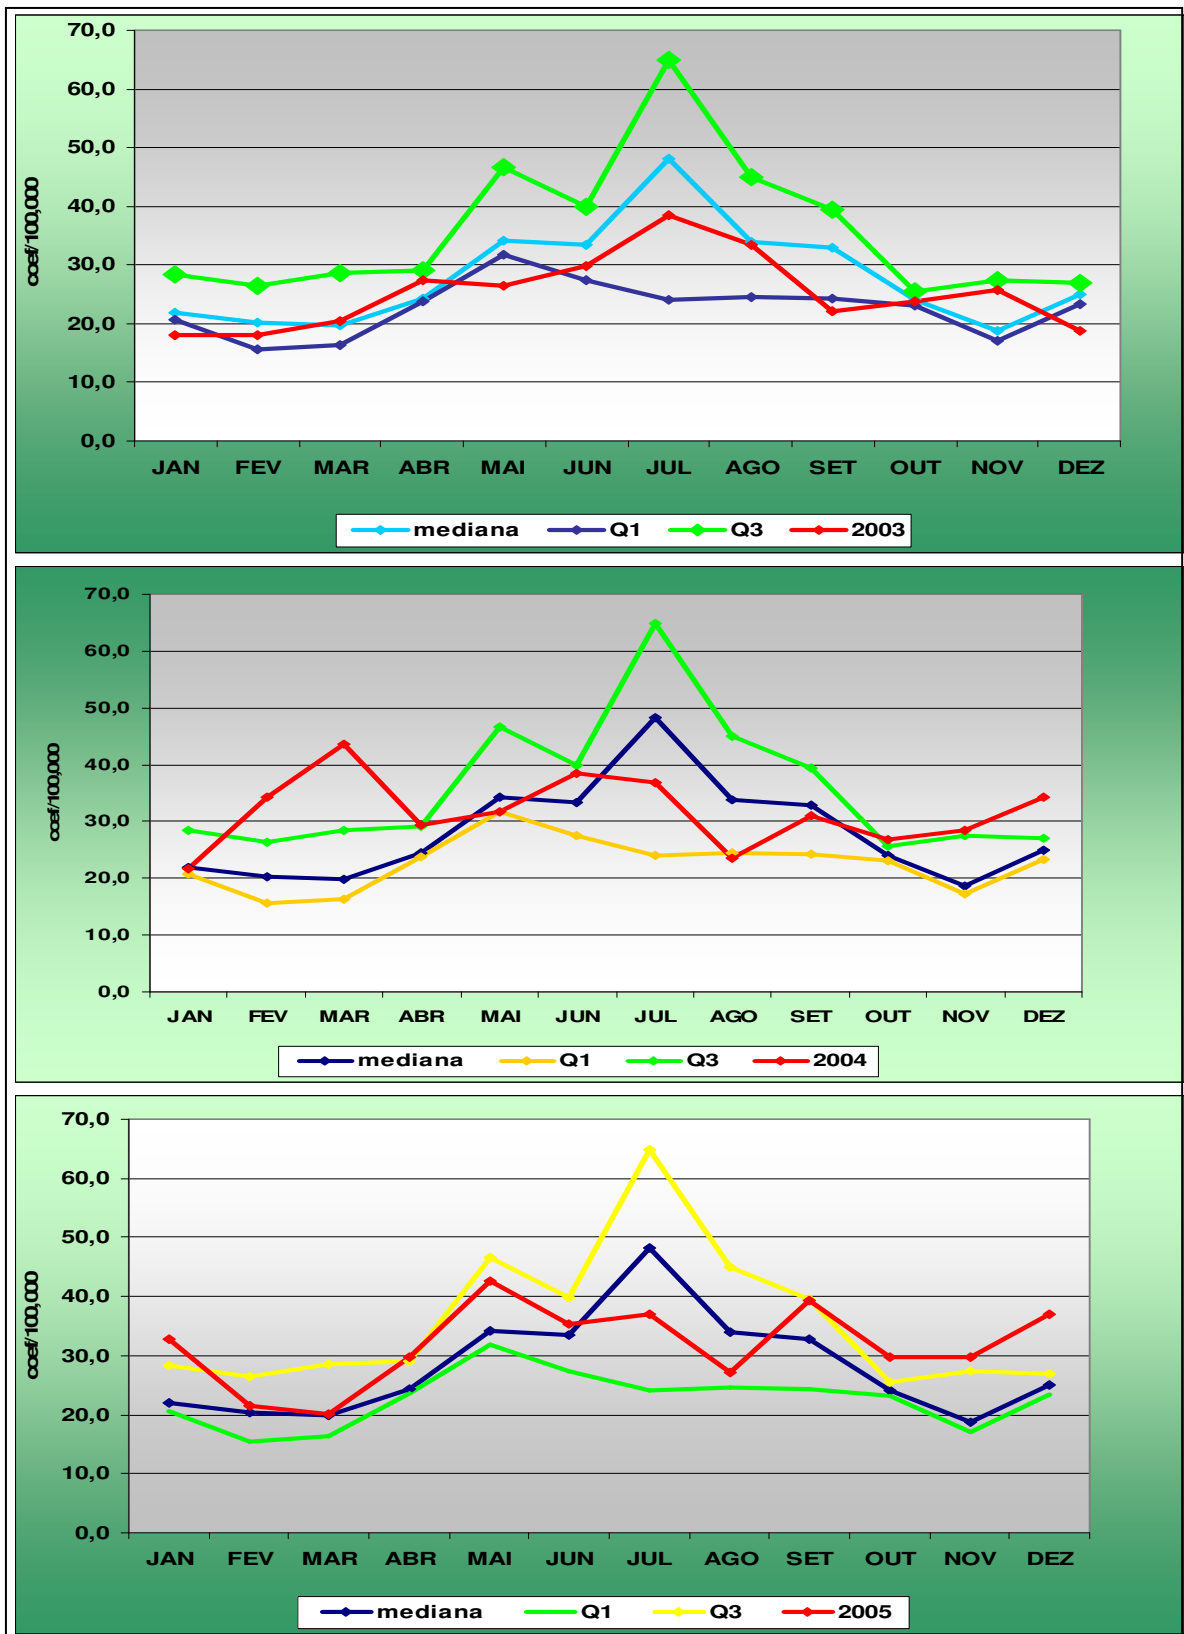 70,0
60,0
50,0
40,0
30,0
20,0
10,0
0,0
coef/100,000
JAN FEV MAR ABR MAI JUN JUL AGO SET OUT NOV DEZ
mediana Q1 Q3 2003
70,0
60,0
50,0
40,0
30,0
20,0
10,0
0,0
coef/100,000
JAN FEV MAR ABR MAI JUN JUL AGO SET OUT NOV DEZ
mediana Q1 Q3 2004
70,0
60,0
50,0
40,0
30,0
20,0
10,0
0,0
coef/100,000
JAN FEV MAR ABR MAI JUN JUL AGO SET OUT NOV DEZ
mediana Q1 Q3 2005